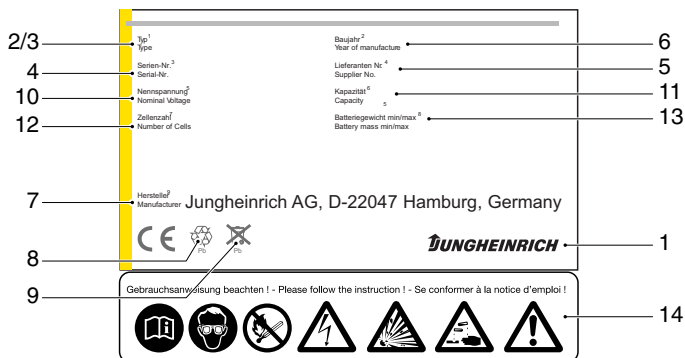 2/3 Typ¹ Baujahr² 6
Type Year of manufacture
4 Serien-Nr.³ Lieferanten Nr.⁴ 5
Serial-Nr. Supplier No.
10 Nennspannung⁵ Kapazität⁶ 11
Nominal Voltage Capacity ⁵
12 Zellenzahl⁷ Batteriegewicht min/max⁸ 13
Number of Cells Battery mass min/max
7 Hersteller⁹ Jungheinrich AG, D-22047 Hamburg, Germany
Manufacturer
CE Pb Pb JUNGHEINRICH 1
8
9
Gebrauchsanweisung beachten ! - Please follow the instruction ! - Se conformer à la notice d'emploi !
14